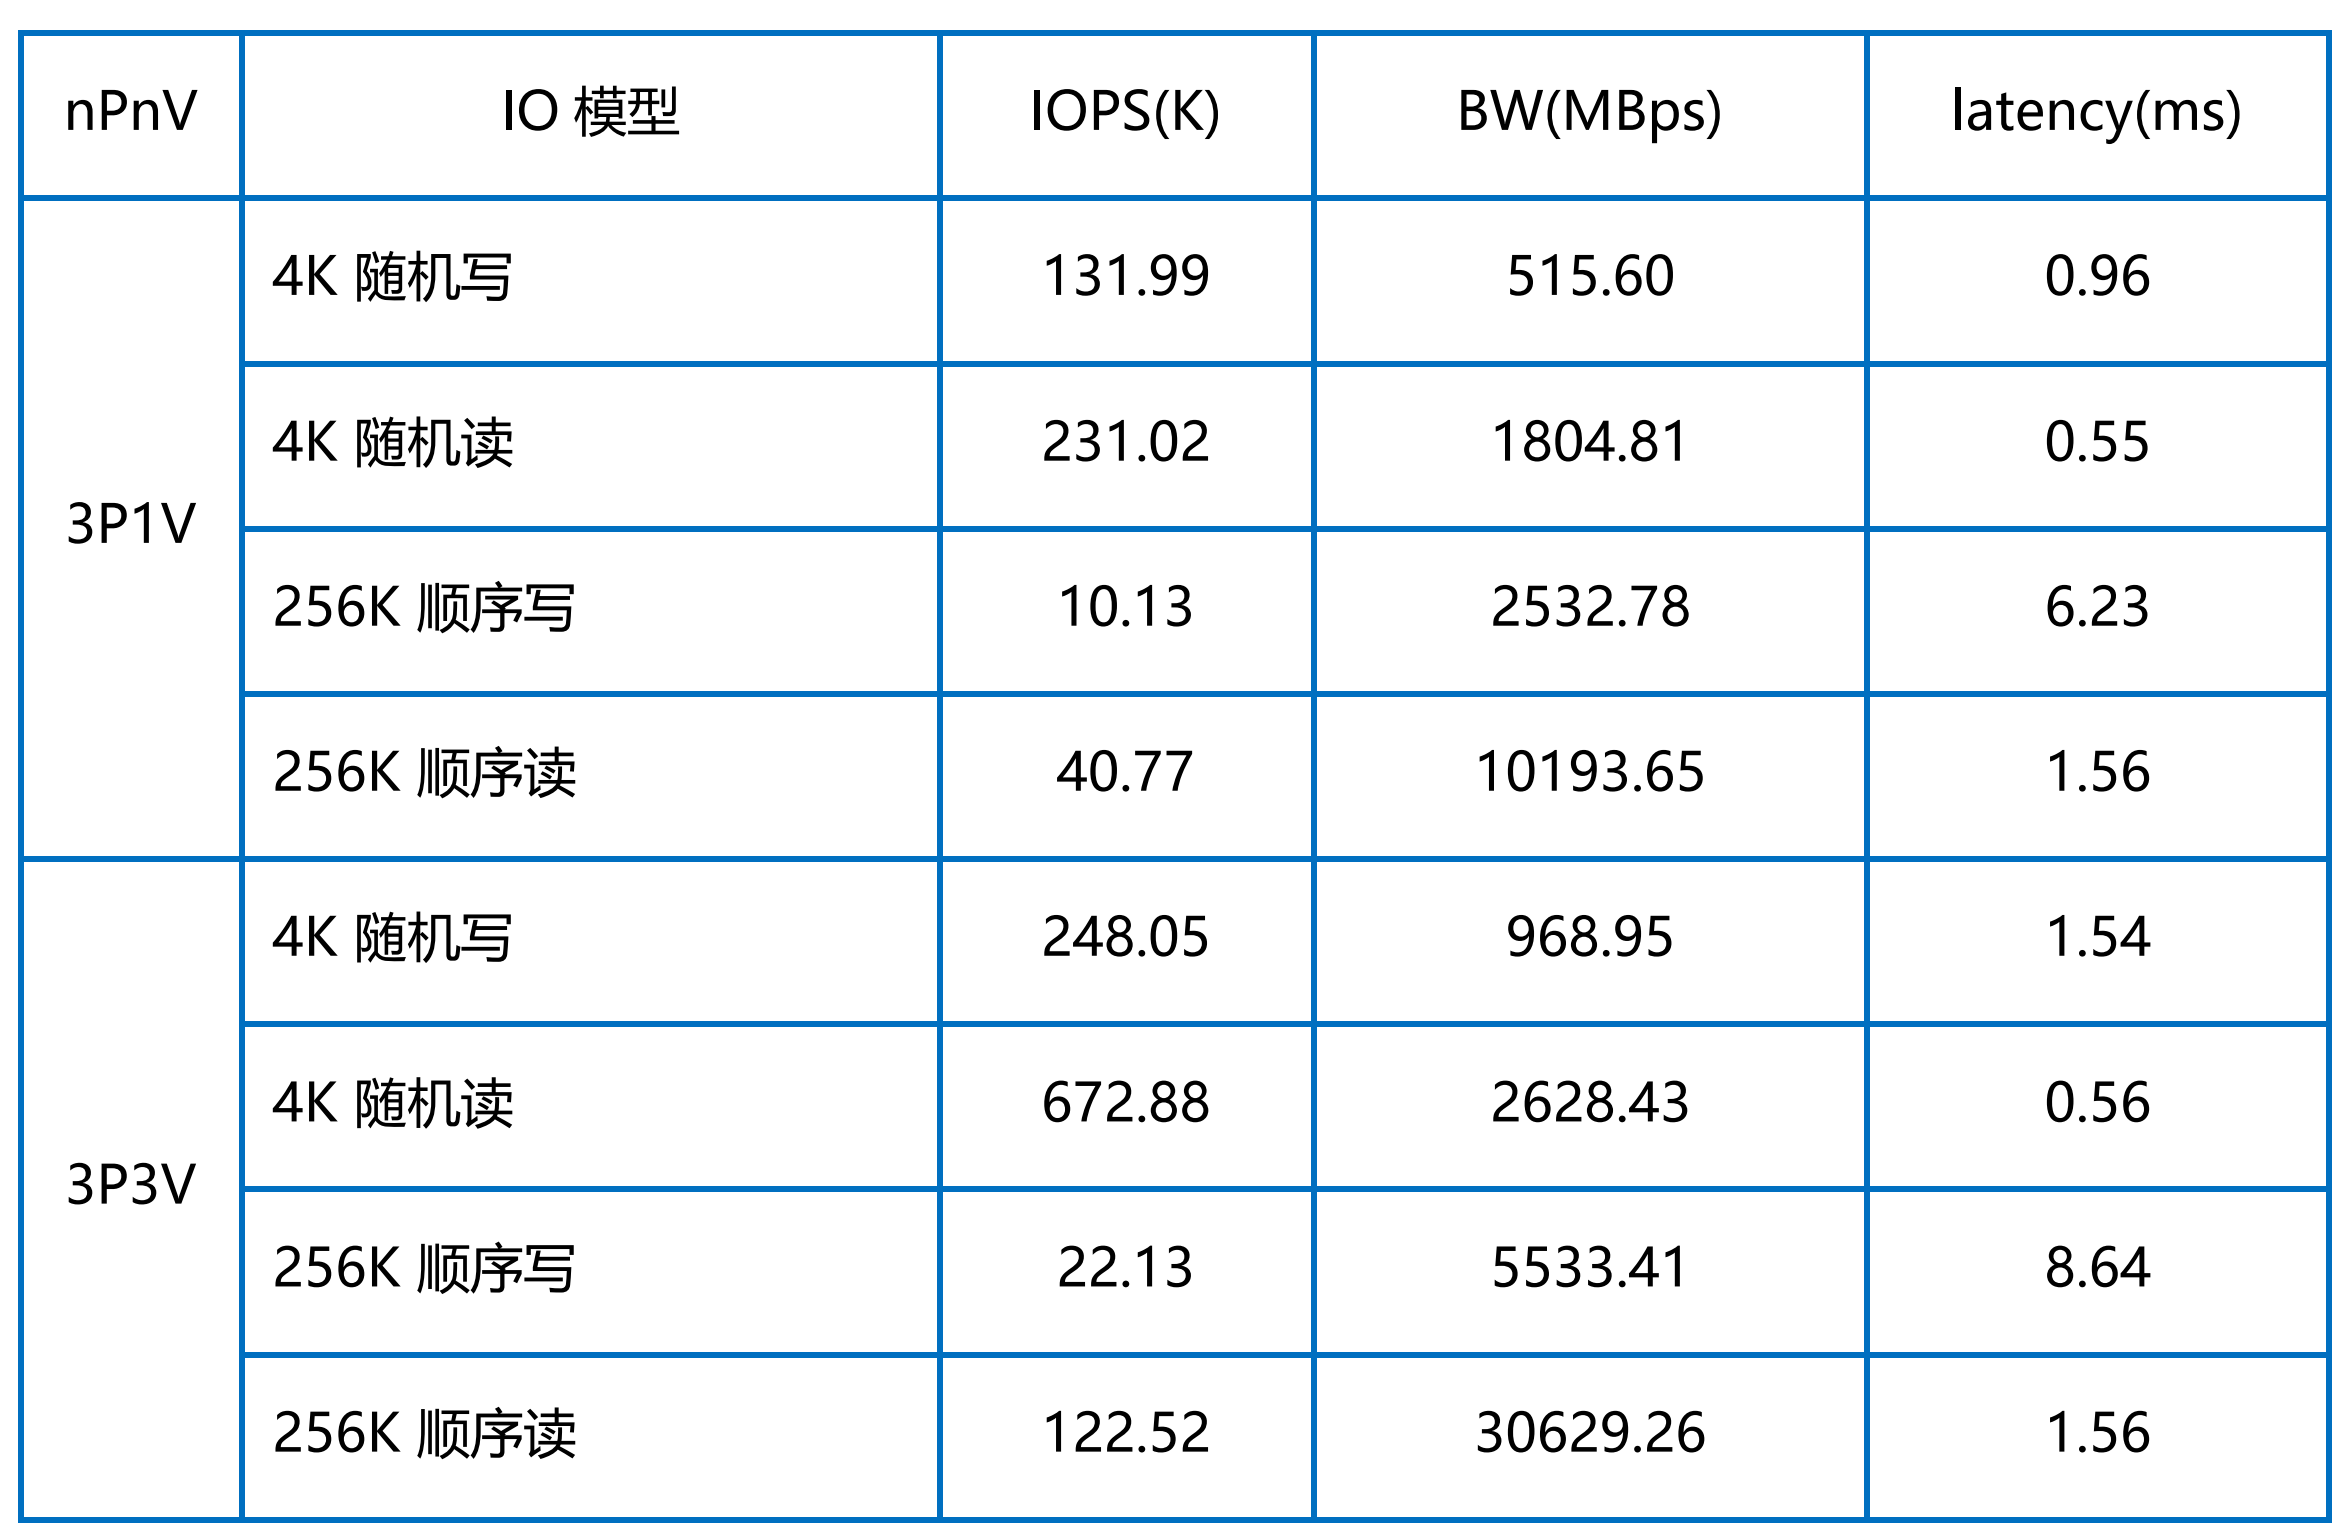 nPnV IO 模型 IOPS(K) BW(MBps) latency(ms)
3P1V
4K 随机写 131.99 515.60 0.96
4K 随机读 231.02 1804.81 0.55
256K 顺序写 10.13 2532.78 6.23
256K 顺序读 40.77 10193.65 1.56
3P3V
4K 随机写 248.05 968.95 1.54
4K 随机读 672.88 2628.43 0.56
256K 顺序写 22.13 5533.41 8.64
256K 顺序读 122.52 30629.26 1.56